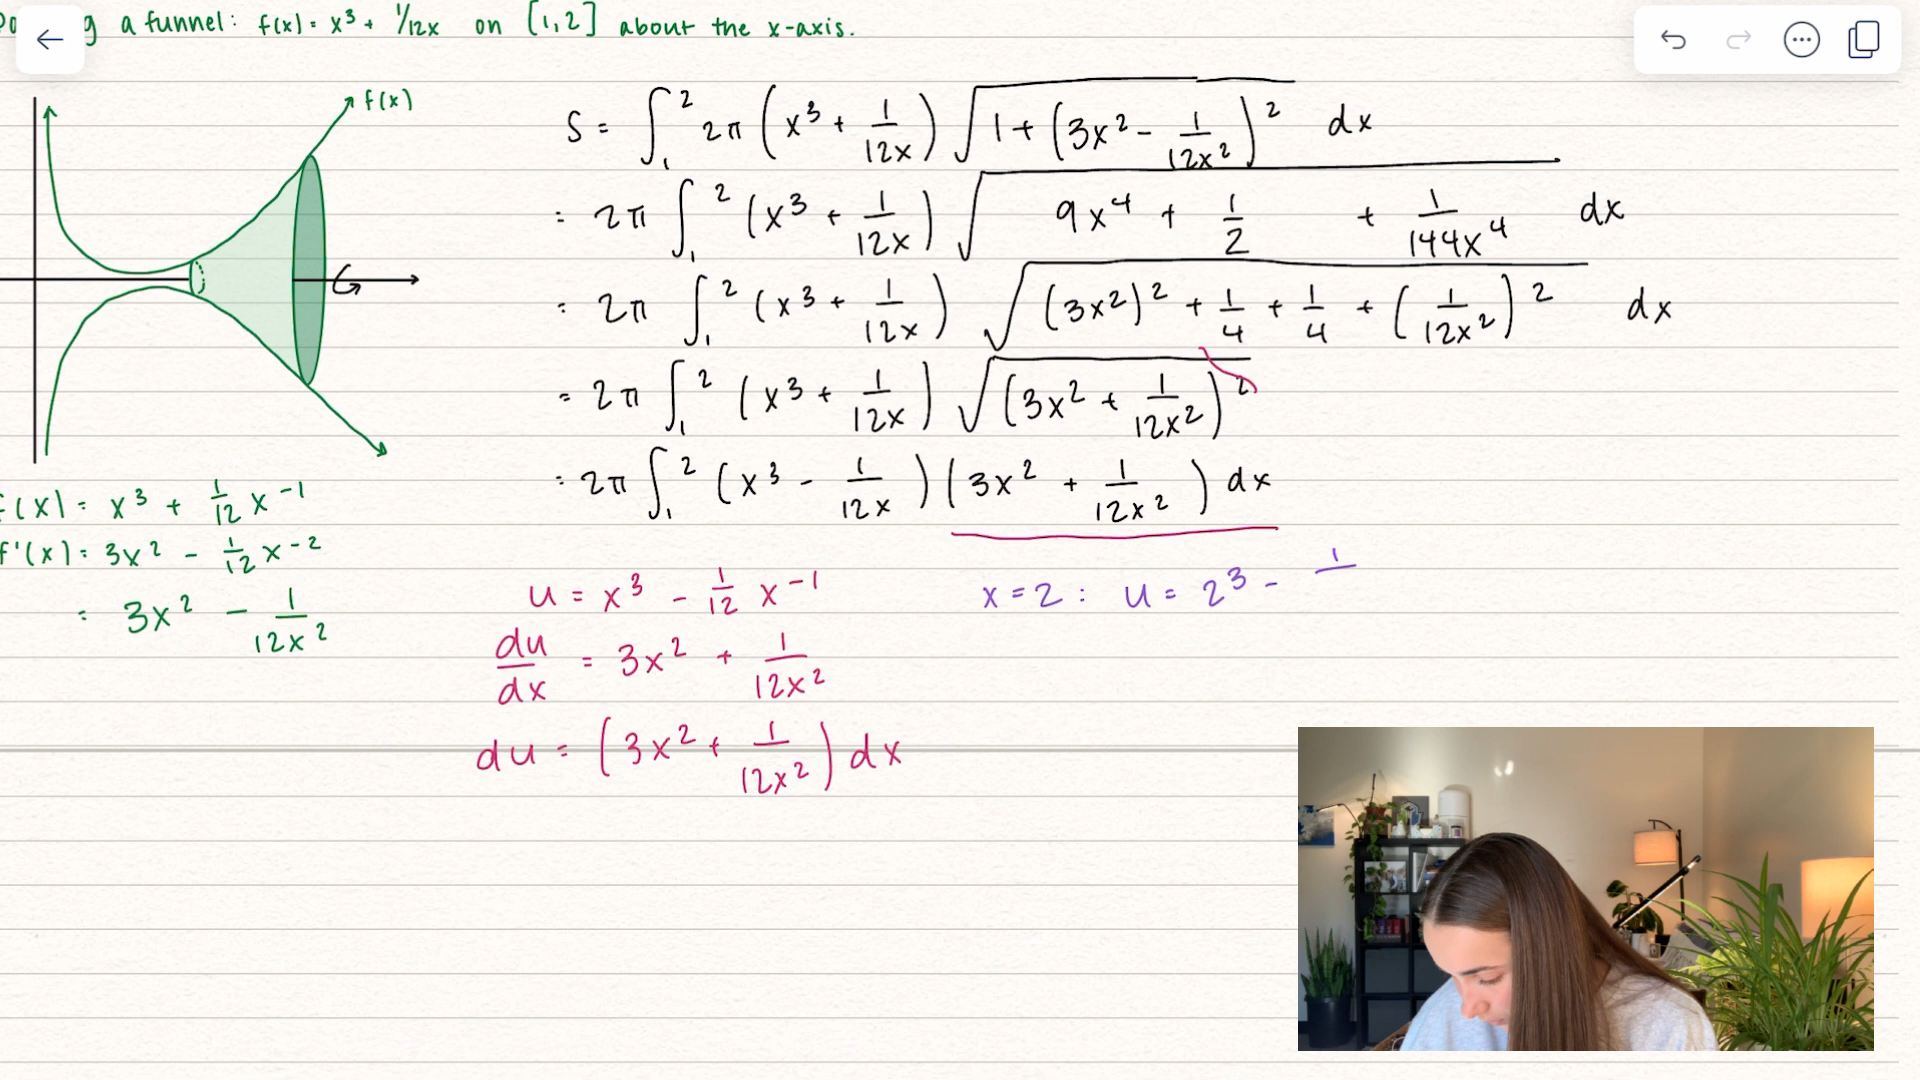 g a funnel: f(x) = x³ + 1/12x on [1,2] about the x-axis.
f(x)
S = ∫₁² 2π (x³ + 1/12x) √(1 + (3x² - 1/12x²)²) dx
= 2π ∫₁² (x³ + 1/12x) √(9x⁴ + 1/2 + 1/144x⁴) dx
= 2π ∫₁² (x³ + 1/12x) √((3x²)² + 1/4 + 1/4 + (1/12x²)²) dx
= 2π ∫₁² (x³ + 1/12x) √((3x² + 1/12x²)²)
= 2π ∫₁² (x³ - 1/12x)(3x² + 1/12x²) dx
f(x) = x³ + 1/12 x⁻¹
f'(x) = 3x² - 1/12 x⁻²
= 3x² - 1/12x²
u = x³ - 1/12 x⁻¹
du/dx = 3x² + 1/12x²
du = (3x² + 1/12x²) dx
x = 2 : u = 2³ - 1